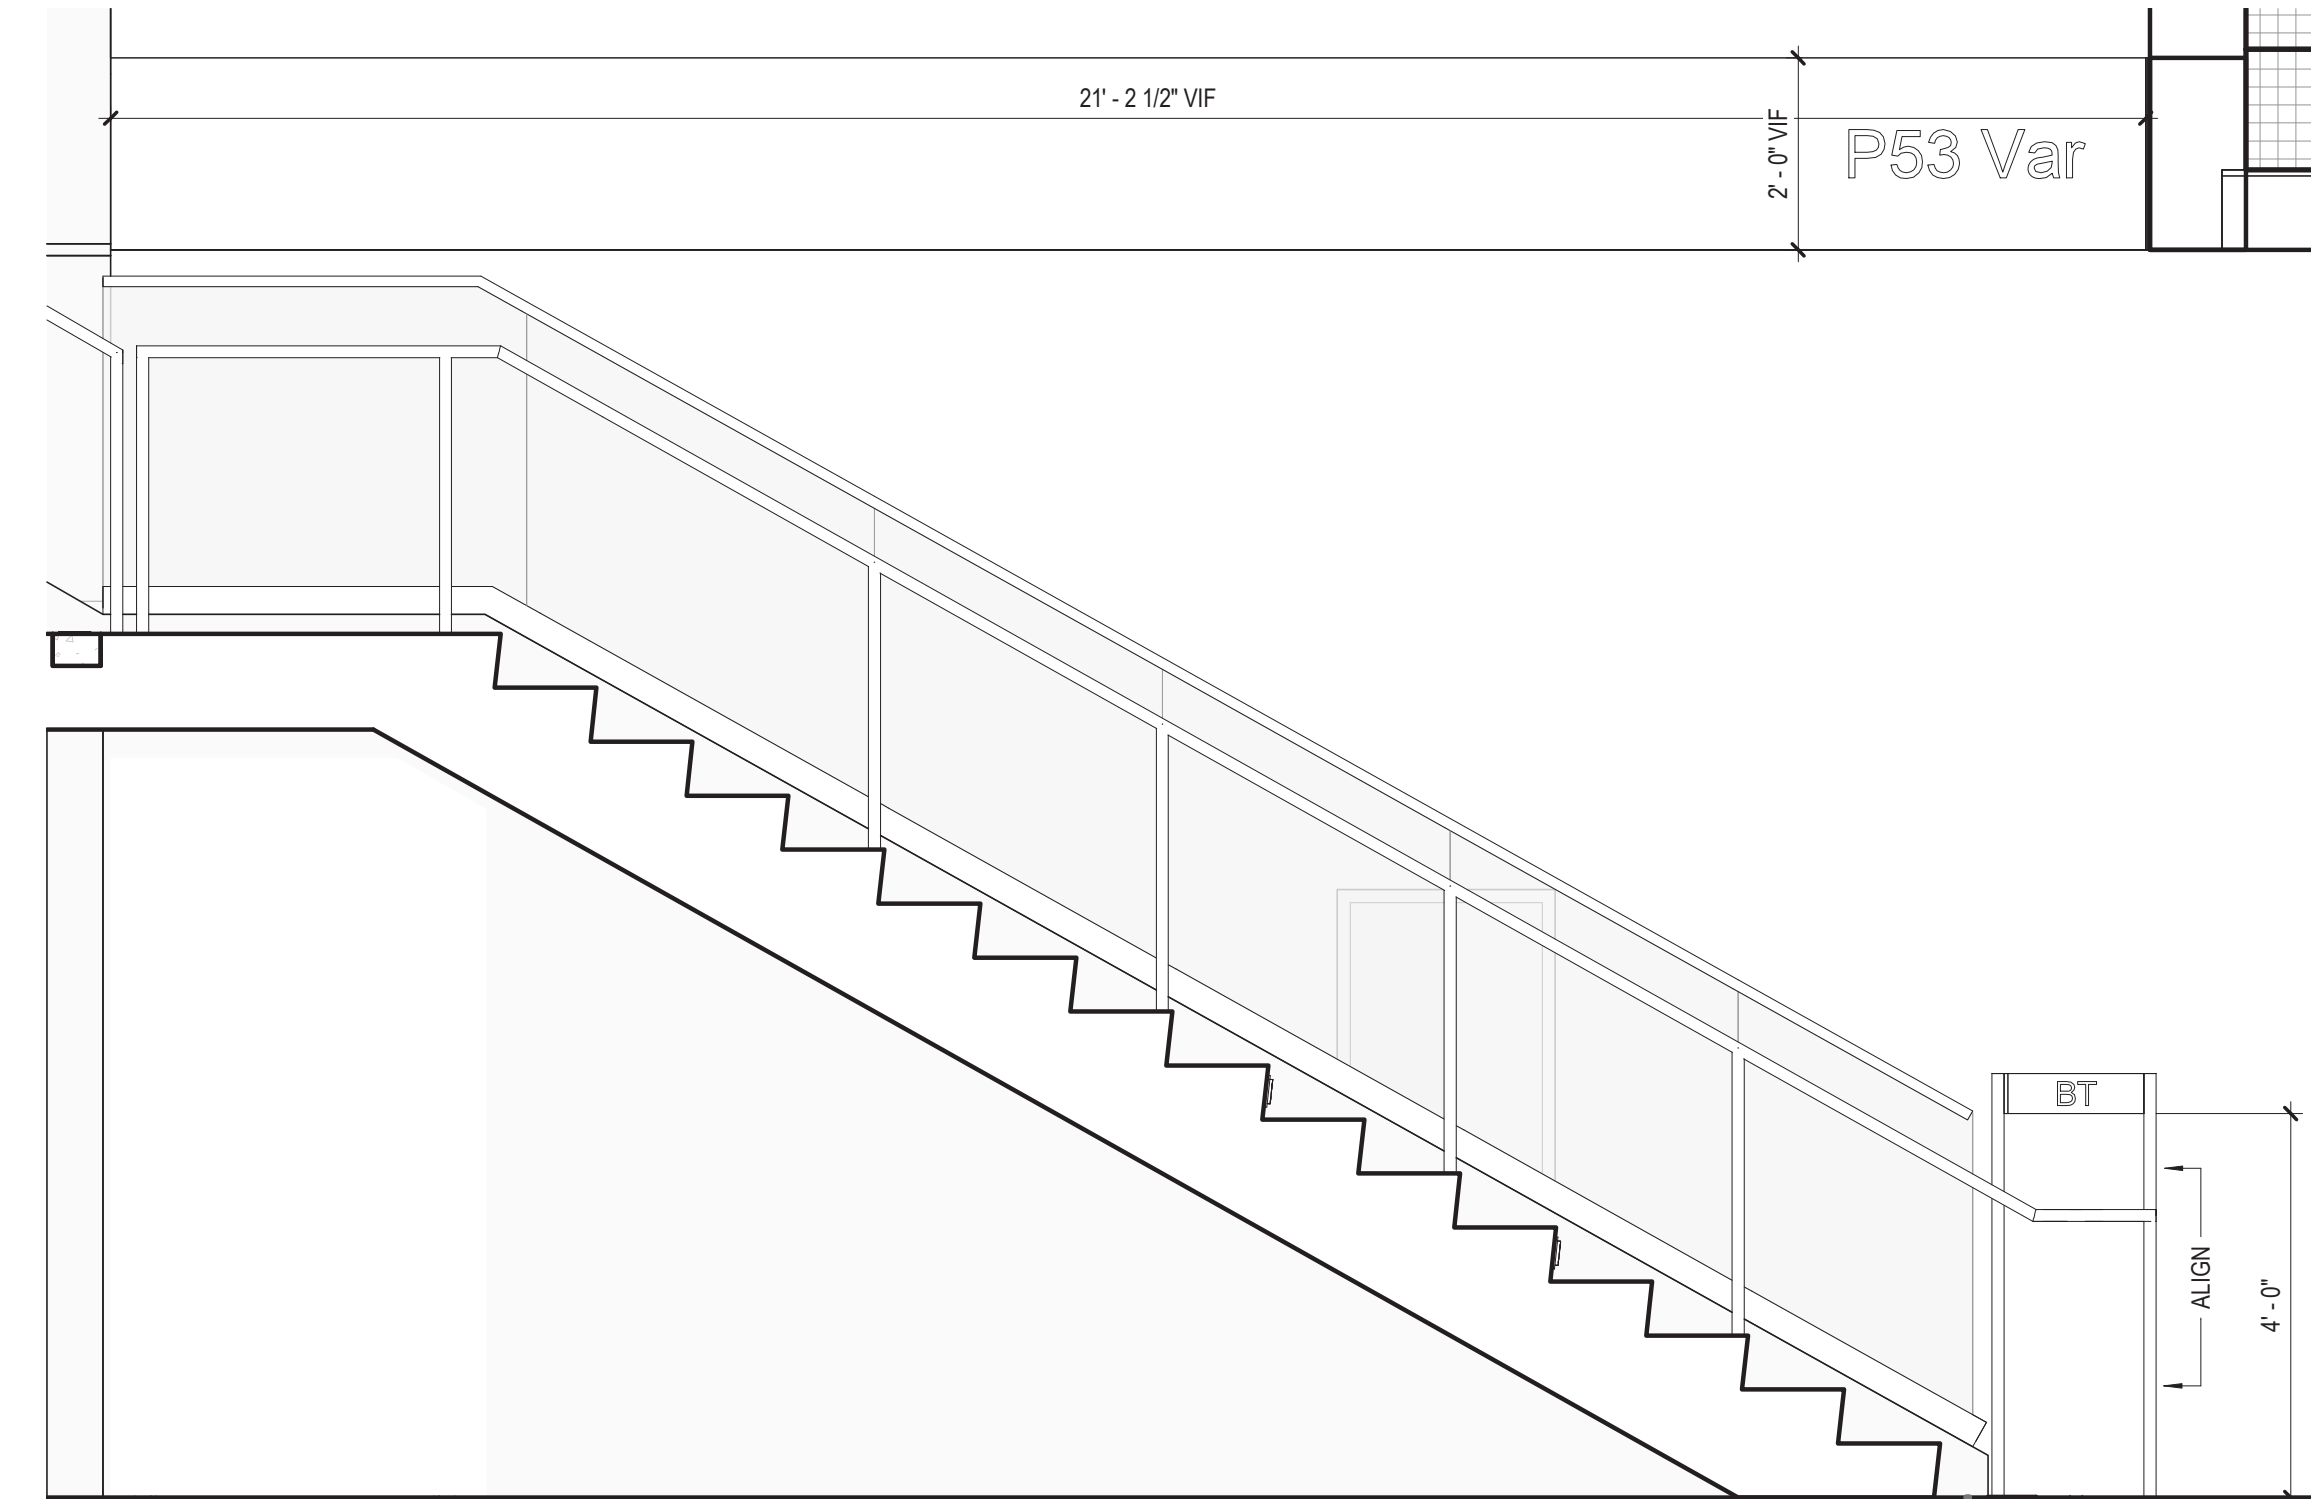 21' - 2 1/2" VIF
2' - 0" VIF
P53 Var
BT
ALIGN
4' - 0"